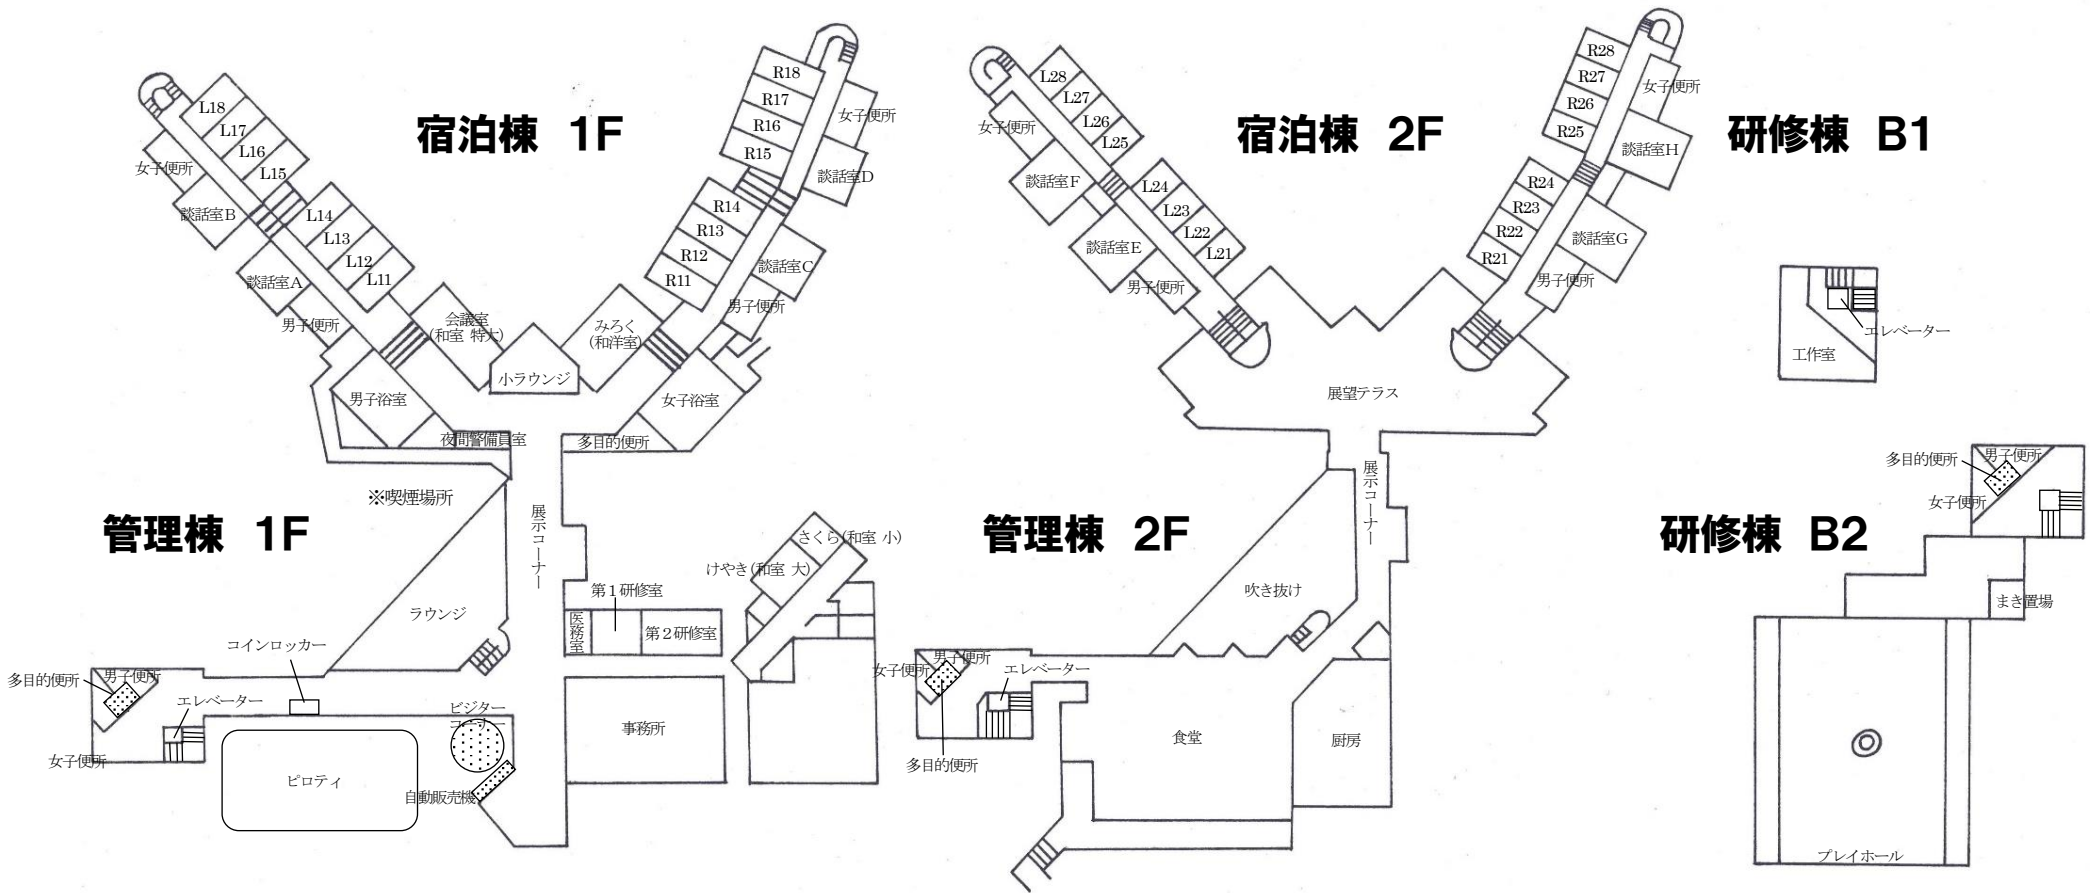 宿泊棟 1F
L18
L17
L16
L15
L14
L13
L12
L11
女子便所
談話室B
談話室A
男子便所
男子浴室
会議室
(和室 特大)
小ラウンジ
みろく
(和洋室)
R18
R17
R16
R15
R14
R13
R12
R11
女子便所
談話室D
談話室C
男子便所
女子浴室
夜間警備員室
多目的便所
宿泊棟 2F
L28
L27
L26
L25
L24
L23
L22
L21
女子便所
談話室F
談話室E
男子便所
R28
R27
R26
R25
R24
R23
R22
R21
女子便所
談話室H
談話室G
男子便所
展望テラス
研修棟 B1
エレベーター
工作室
管理棟 1F
※喫煙場所
展示コーナー
ラウンジ
コインロッカー
男子便所
多目的便所
エレベーター
女子便所
ピロティ
ビジター
コーナー
自動販売機
医務室
第1研修室
第2研修室
事務所
さくら(和室 小)
けやき(和室 大)
管理棟 2F
展示コーナー
吹き抜け
男子便所
女子便所
エレベーター
多目的便所
食堂
厨房
研修棟 B2
男子便所
多目的便所
女子便所
まき置場
プレイホール